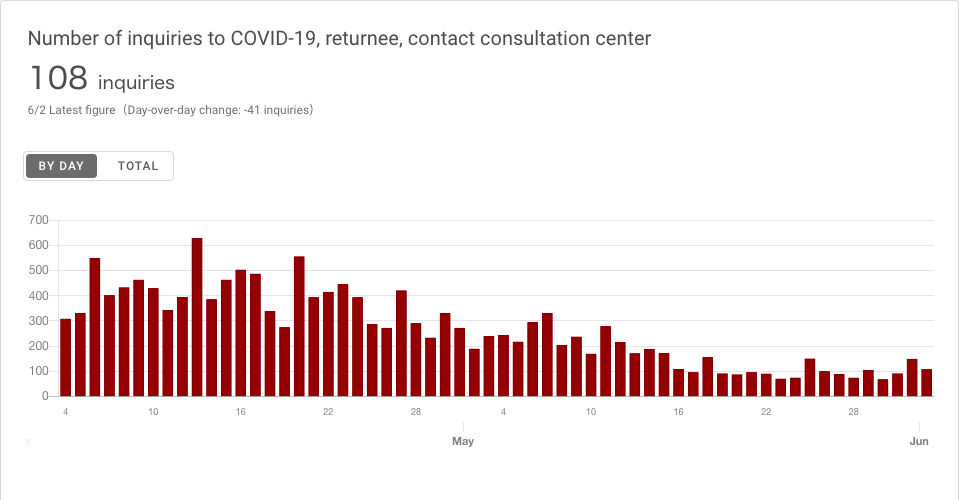 Number of inquiries to COVID-19, returnee, contact consultation center
108 inquiries
6/2 Latest figure（Day-over-day change: -41 inquiries）
BY DAY TOTAL
700
600
500
400
300
200
100
0
4 10 16 22 28 4 10 16 22 28
May Jun